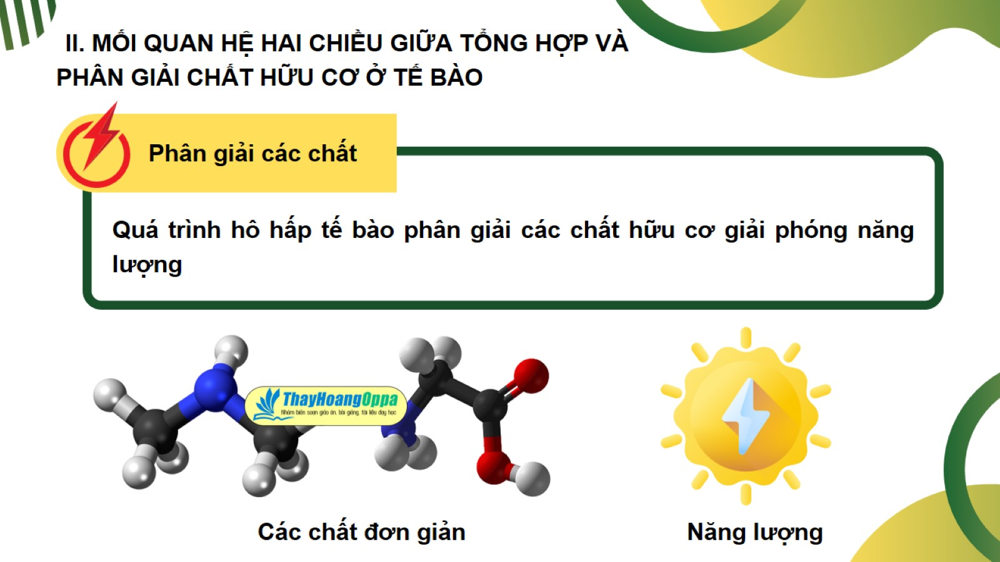 II. MỐI QUAN HỆ HAI CHIỀU GIỮA TỔNG HỢP VÀ
PHÂN GIẢI CHẤT HỮU CƠ Ở TẾ BÀO
Phân giải các chất
Quá trình hô hấp tế bào phân giải các chất hữu cơ giải phóng năng
lượng
ThayHoangOppa
Nhóm biên soạn giáo án, bài giảng, tài liệu dạy học
Các chất đơn giản
Năng lượng